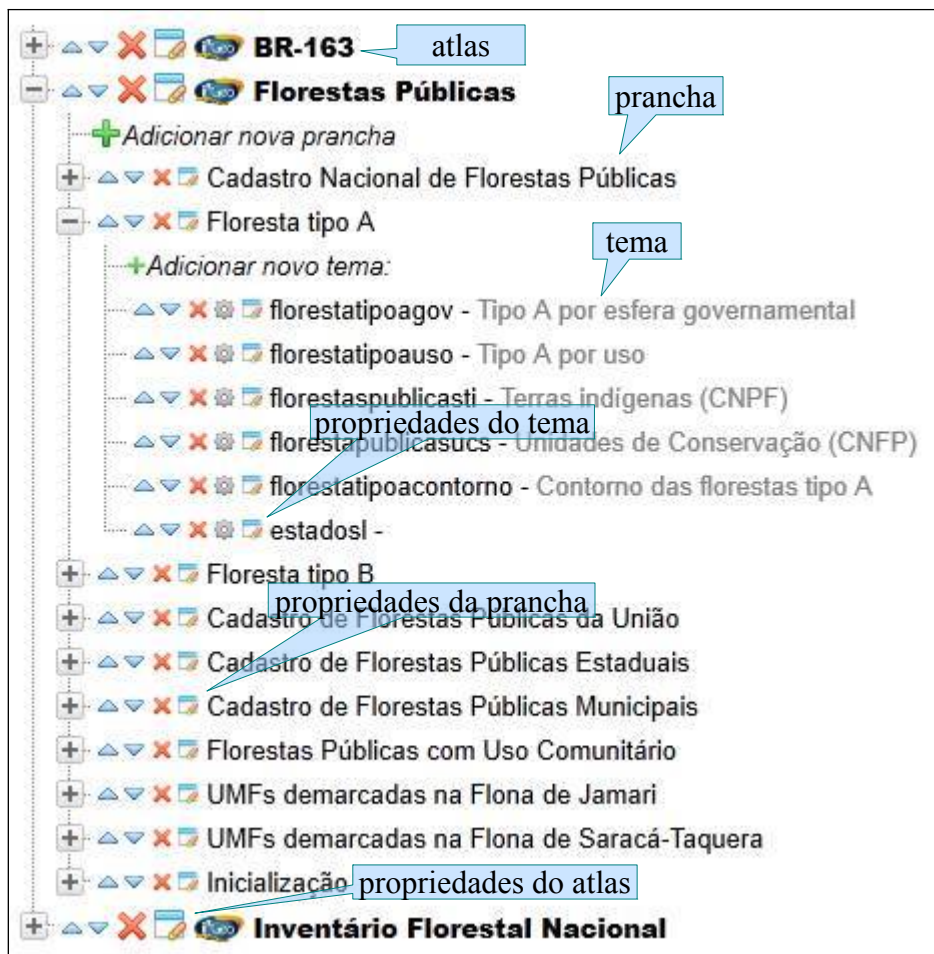 BR-163
atlas
Florestas Públicas
prancha
Adicionar nova prancha
Cadastro Nacional de Florestas Públicas
Floresta tipo A
tema
Adicionar novo tema:
florestatipoagov - Tipo A por esfera governamental
florestatipoauso - Tipo A por uso
florestaspublicasti - Terras indígenas (CNPF)
propriedades do tema
florestapublicasucs - Unidades de Conservação (CNFP)
florestatipoacontorno - Contorno das florestas tipo A
estadosl -
Floresta tipo B
propriedades da prancha
Cadastro de Florestas Públicas da União
Cadastro de Florestas Públicas Estaduais
Cadastro de Florestas Públicas Municipais
Florestas Públicas com Uso Comunitário
UMFs demarcadas na Flona de Jamari
UMFs demarcadas na Flona de Saracá-Taquera
Inicialização
propriedades do atlas
Inventário Florestal Nacional